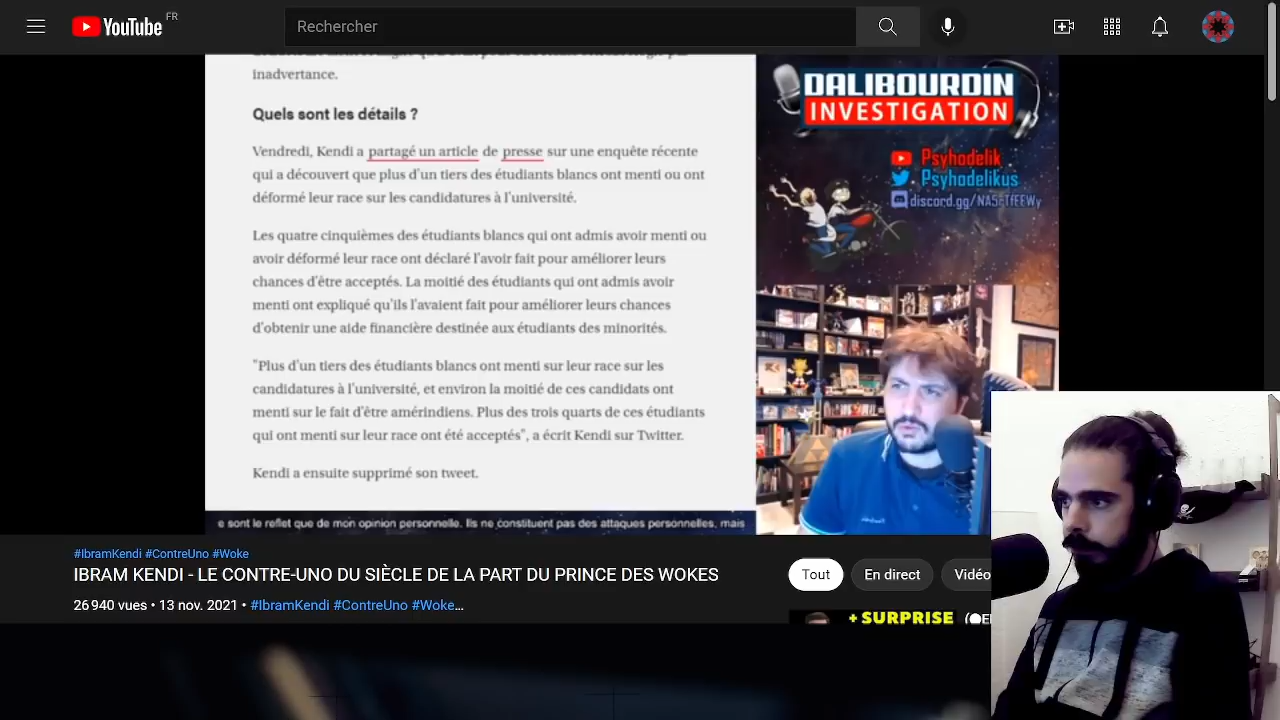 YouTube FR
Rechercher
inadvertance.
Quels sont les détails ?
Vendredi, Kendi a partagé un article de presse sur une enquête récente
qui a découvert que plus d'un tiers des étudiants blancs ont menti ou ont
déformé leur race sur les candidatures à l'université.
Les quatre cinquièmes des étudiants blancs qui ont admis avoir menti ou
avoir déformé leur race ont déclaré l'avoir fait pour améliorer leurs
chances d'être acceptés. La moitié des étudiants qui ont admis avoir
menti ont expliqué qu'ils l'avaient fait pour améliorer leurs chances
d'obtenir une aide financière destinée aux étudiants des minorités.
"Plus d'un tiers des étudiants blancs ont menti sur leur race sur les
candidatures à l'université, et environ la moitié de ces candidats ont
menti sur le fait d'être amérindiens. Plus des trois quarts de ces étudiants
qui ont menti sur leur race ont été acceptés", a écrit Kendi sur Twitter.
Kendi a ensuite supprimé son tweet.
e sont le reflet que de mon opinion personnelle. Ils ne constituent pas des attaques personnelles, mais
DALIBOURDIN
INVESTIGATION
Psyhodelik
Psyhodelikus
#IbramKendi #ContreUno #Woke
IBRAM KENDI - LE CONTRE-UNO DU SIÈCLE DE LA PART DU PRINCE DES WOKES
26 940 vues • 13 nov. 2021 • #IbramKendi #ContreUno #Woke...
Tout
En direct
Vidéo
+ SURPRISE